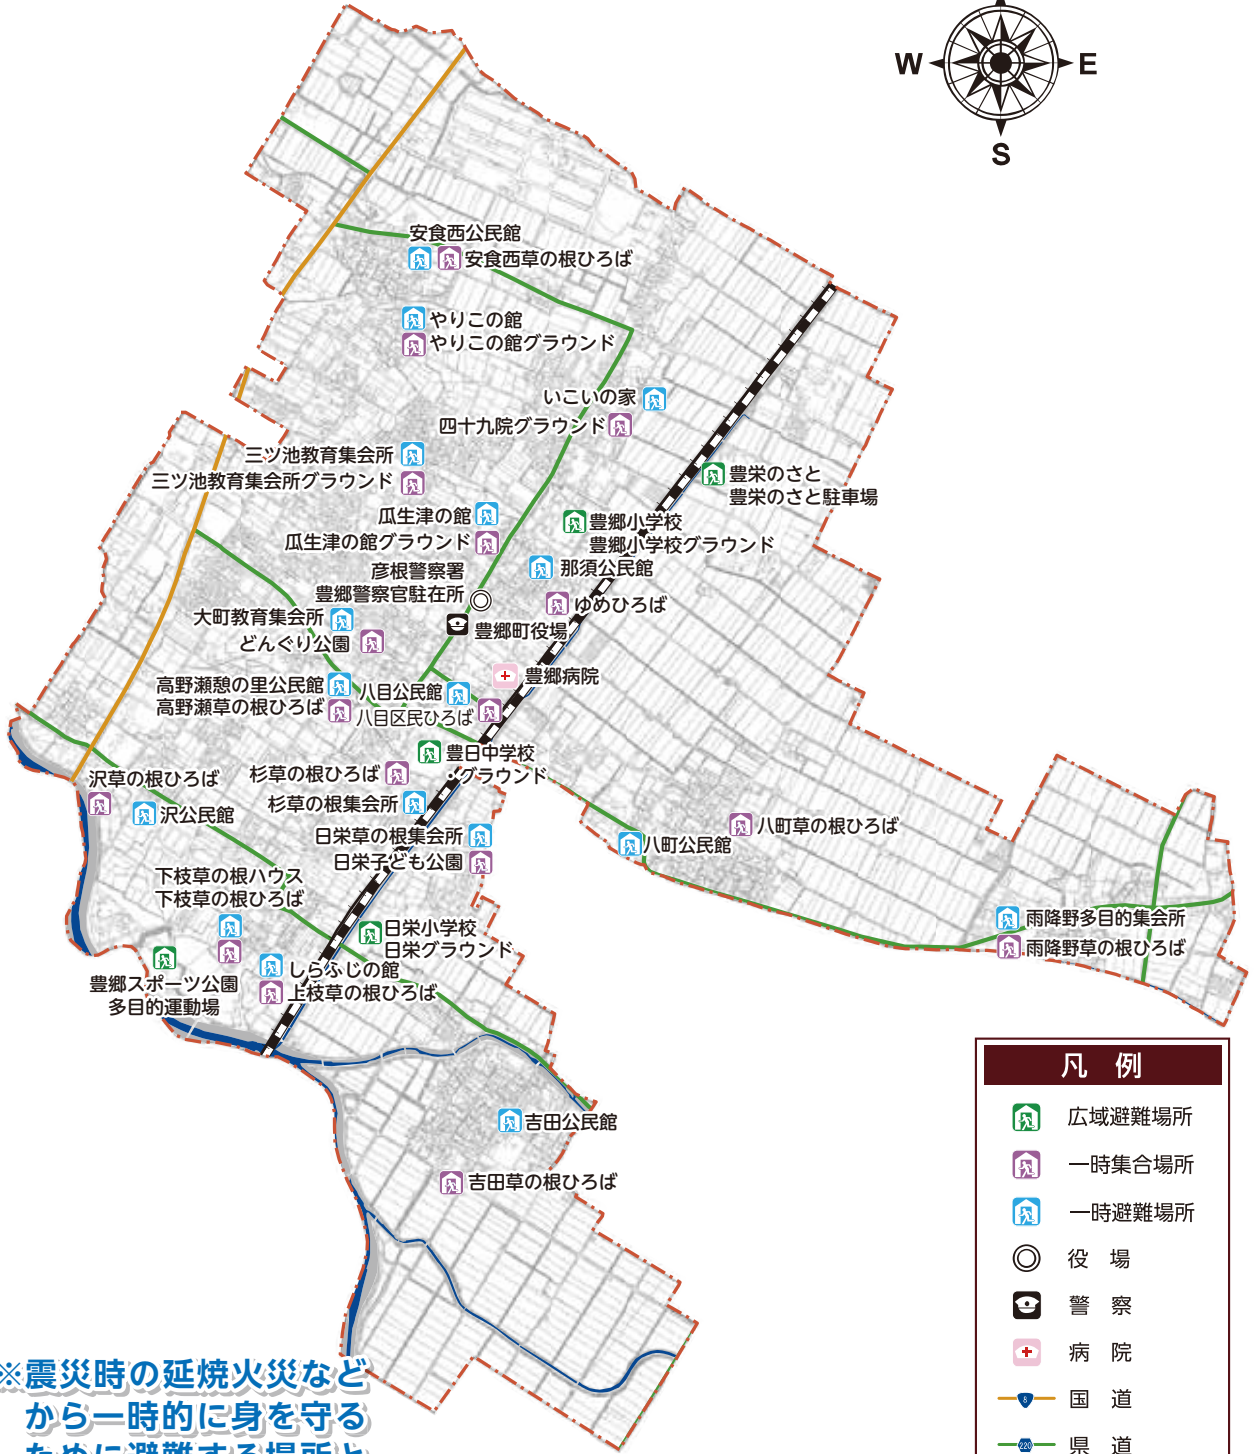 W
E
S
安食西公民館
安食西草の根ひろば
やりこの館
やりこの館グラウンド
いこいの家
四十九院グラウンド
三ツ池教育集会所
三ツ池教育集会所グラウンド
豊栄のさと
豊栄のさと駐車場
瓜生津の館
瓜生津の館グラウンド
豊郷小学校
豊郷小学校グラウンド
彦根警察署
豊郷警察官駐在所
那須公民館
ゆめひろば
大町教育集会所
どんぐり公園
豊郷町役場
豊郷病院
高野瀬憩の里公民館
高野瀬草の根ひろば
八目公民館
八目区民ひろば
豊日中学校
・グラウンド
沢草の根ひろば
沢公民館
杉草の根ひろば
杉草の根集会所
日栄草の根集会所
日栄子ども公園
八町草の根ひろば
八町公民館
下枝草の根ハウス
下枝草の根ひろば
日栄小学校
日栄グラウンド
雨降野多目的集会所
雨降野草の根ひろば
豊郷スポーツ公園
多目的運動場
しらふじの館
上枝草の根ひろば
吉田公民館
吉田草の根ひろば
凡 例
広域避難場所
一時集合場所
一時避難場所
役 場
警 察
病 院
8
国 道
220
県 道
※震災時の延焼火災など
から一時的に身を守る
ために避難する場所と